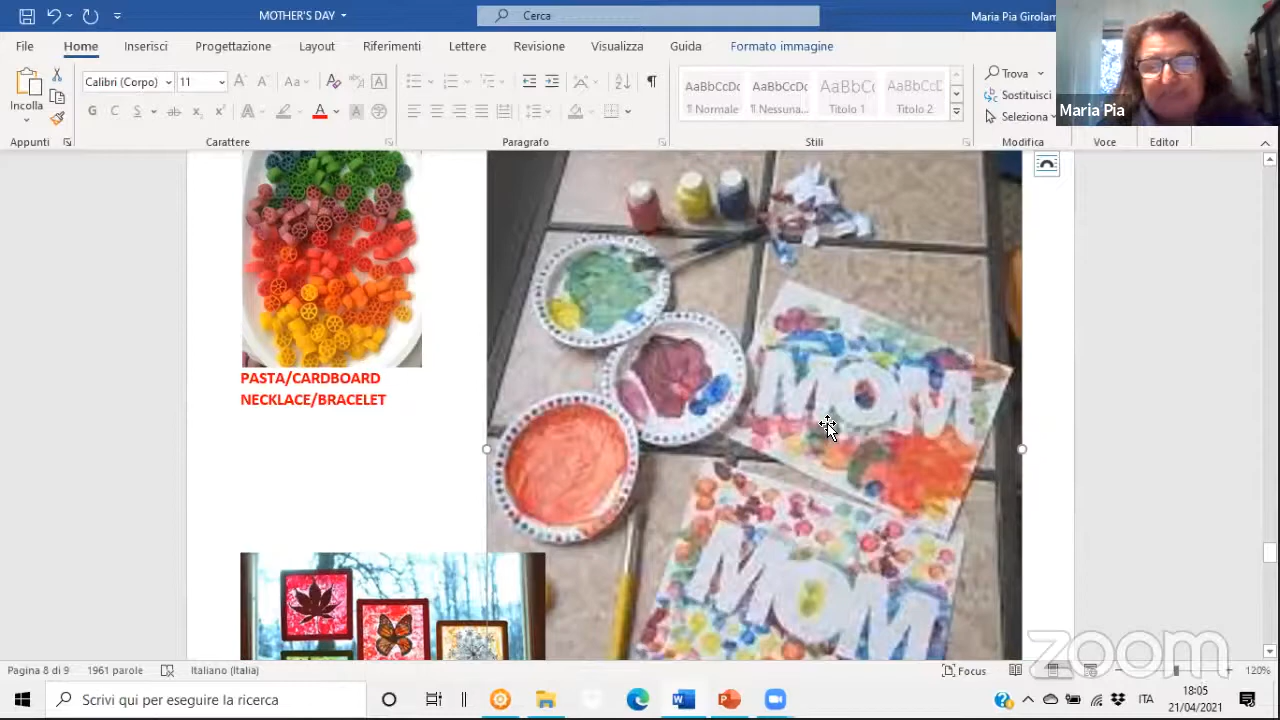 MOTHER'S DAY
Cerca
Maria Pia Girolam
File
Home
Inserisci
Progettazione
Layout
Riferimenti
Lettere
Revisione
Visualizza
Guida
Formato immagine
Incolla
Calibri (Corpo)
11
Aa
G C S ab
AaBbCcDc
AaBbCcDc
AaBbCc
AaBbCcD
¶ Normale
¶ Nessuna...
Titolo 1
Titolo 2
Trova
Sostituisci
Seleziona
Maria Pia
Appunti
Carattere
Paragrafo
Stili
Modifica
Voce
Editor
PASTA/CARDBOARD
NECKLACE/BRACELET
MOM
MOM
zoom
Pagina 8 di 9
1961 parole
Italiano (Italia)
Focus
120%
Scrivi qui per eseguire la ricerca
ITA
18:05
21/04/2021